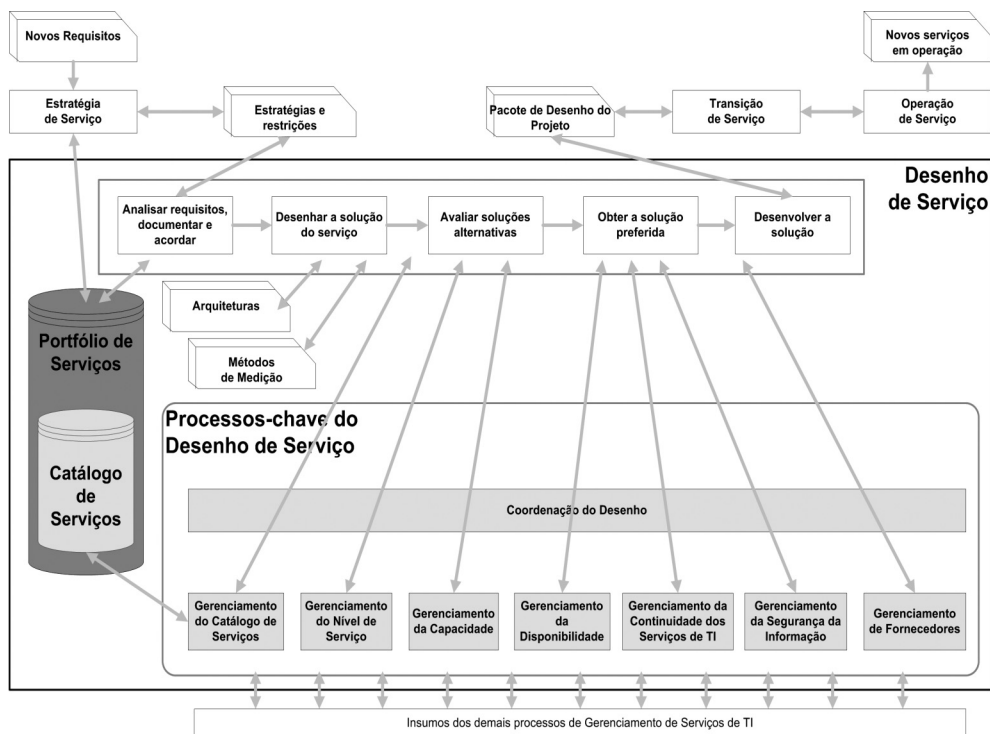 Novos Requisitos
Novos serviços
em operação
Estratégia
de Serviço
Estratégias e
restrições
Pacote de Desenho do
Projeto
Transição
de Serviço
Operação
de Serviço
Desenho
de Serviço
Analisar requisitos,
documentar e
acordar
Desenhar a solução
do serviço
Avaliar soluções
alternativas
Obter a solução
preferida
Desenvolver a
solução
Arquiteturas
Métodos
de Medição
Portfólio de
Serviços
Catálogo
de
Serviços
Processos-chave do
Desenho de Serviço
Coordenação do Desenho
Gerenciamento
do Catálogo de
Serviços
Gerenciamento
do Nível de
Serviço
Gerenciamento
da Capacidade
Gerenciamento
da
Disponibilidade
Gerenciamento da
Continuidade dos
Serviços de TI
Gerenciamento
da Segurança da
Informação
Gerenciamento
de Fornecedores
Insumos dos demais processos de Gerenciamento de Serviços de TI